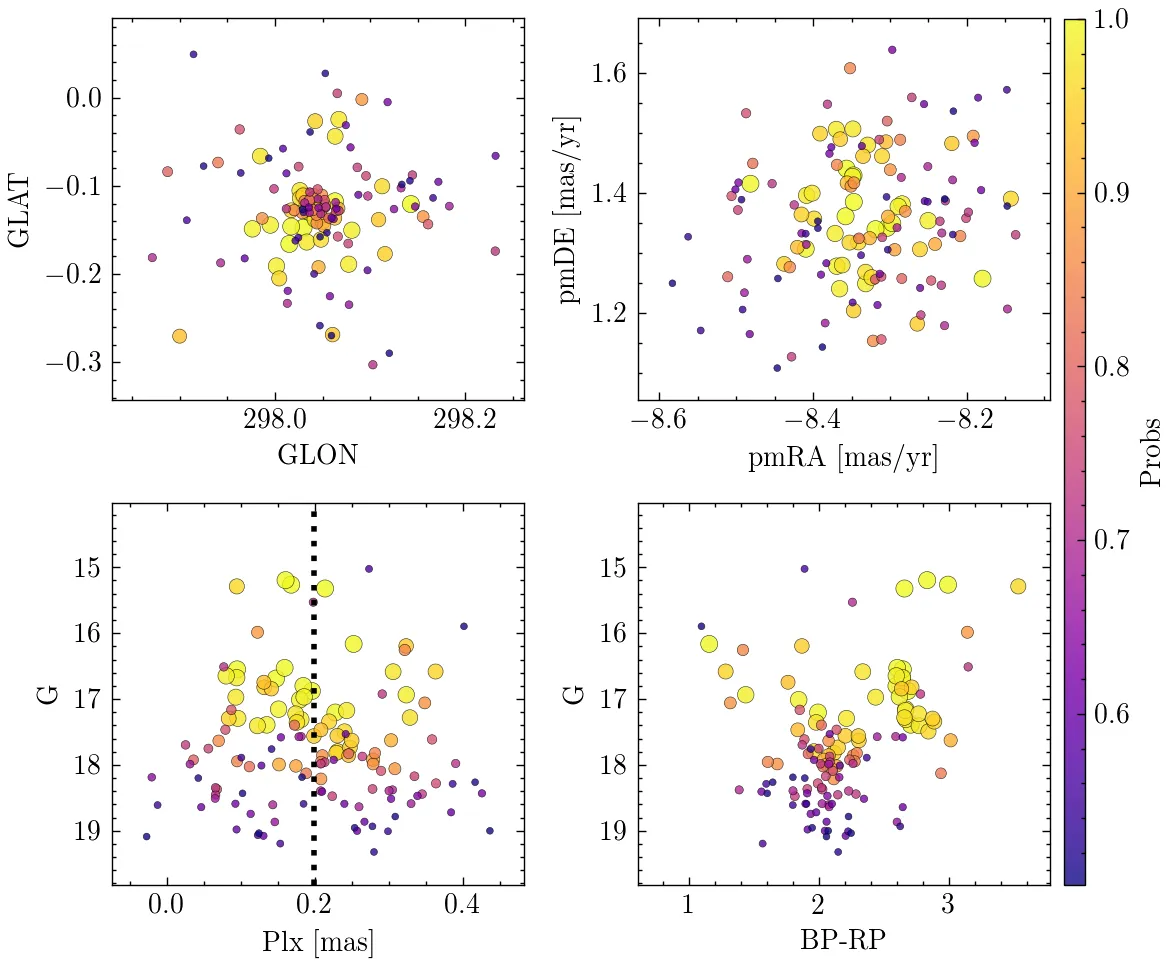 0.0
−0.1
−0.2
−0.3
GLAT
298.0 298.2
GLON
1.6
1.4
1.2
pmDE [mas/yr]
−8.6 −8.4 −8.2
pmRA [mas/yr]
1.0
0.9
0.8
0.7
0.6
Probs
15
16
17
18
19
G
0.0 0.2 0.4
Plx [mas]
15
16
17
18
19
G
1 2 3
BP-RP